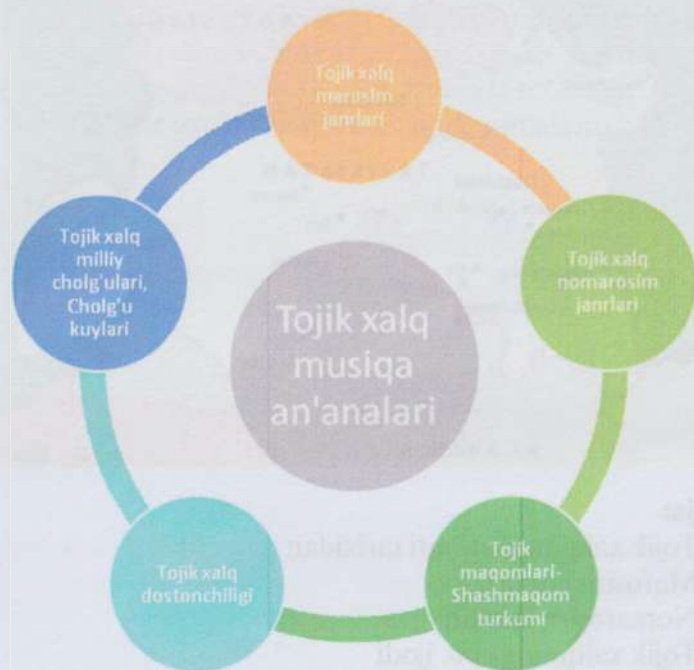 Tojik xalq
marosim
janrlari
Tojik xalq
nomarosim
janrlari
Tojik
maqomlari-
Shashmaqom
turkumi
Tojik xalq
dostonchiligi
Tojik xalq
milliy
cholg'ulari,
Cholg'u
kuylari
Tojik xalq
musiqa
an'analari